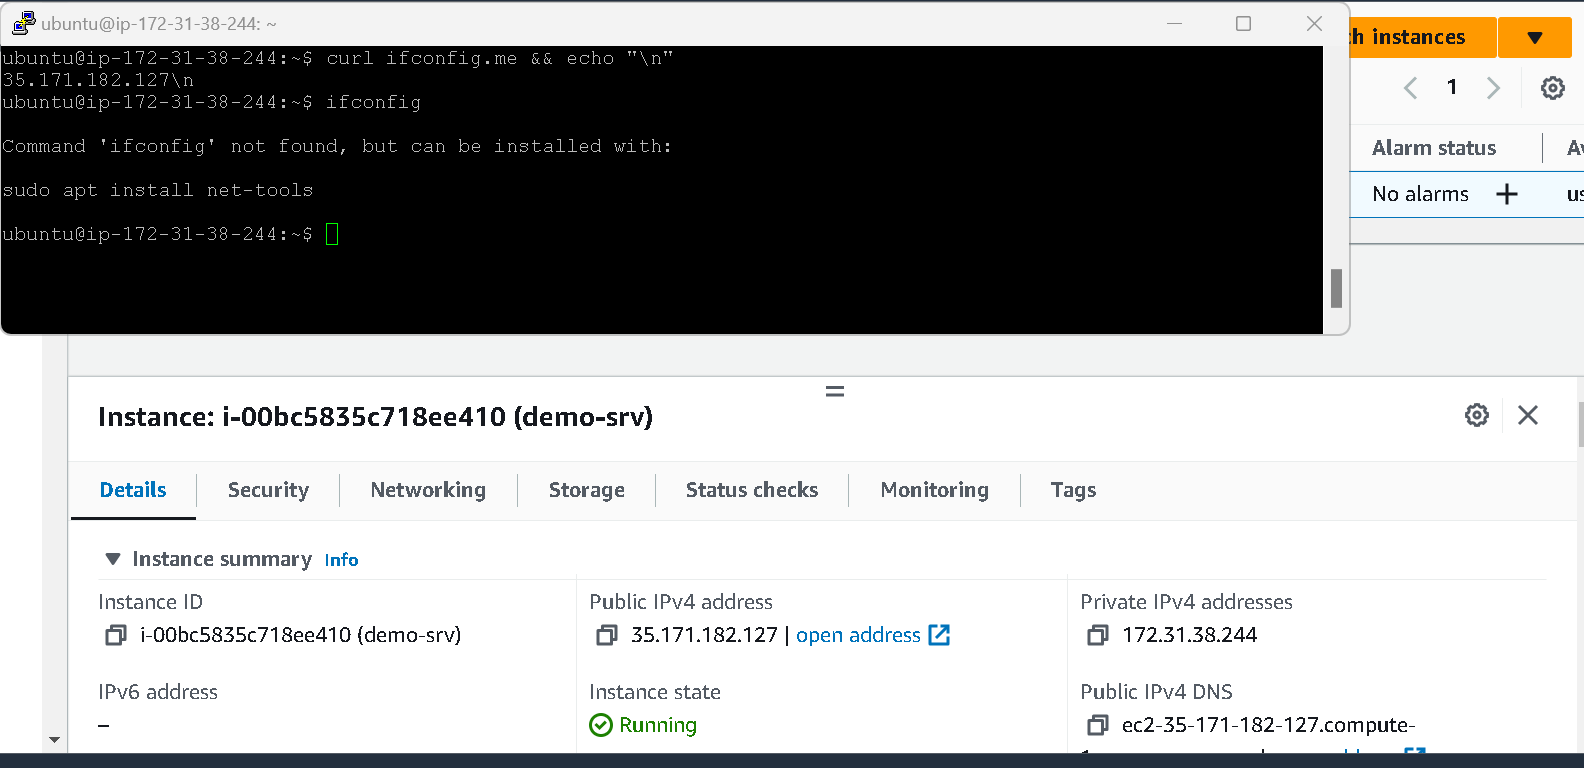 ubuntu@ip-172-31-38-244: ~
ubuntu@ip-172-31-38-244:~$ curl ifconfig.me && echo "\n"
35.171.182.127\n
ubuntu@ip-172-31-38-244:~$ ifconfig
Command 'ifconfig' not found, but can be installed with:
sudo apt install net-tools
ubuntu@ip-172-31-38-244:~$
instances
1
Alarm status
No alarms
Instance: i-00bc5835c718ee410 (demo-srv)
Details
Security
Networking
Storage
Status checks
Monitoring
Tags
Instance summary Info
Instance ID
i-00bc5835c718ee410 (demo-srv)
Public IPv4 address
35.171.182.127 | open address
Private IPv4 addresses
172.31.38.244
IPv6 address
–
Instance state
Running
Public IPv4 DNS
ec2-35-171-182-127.compute-